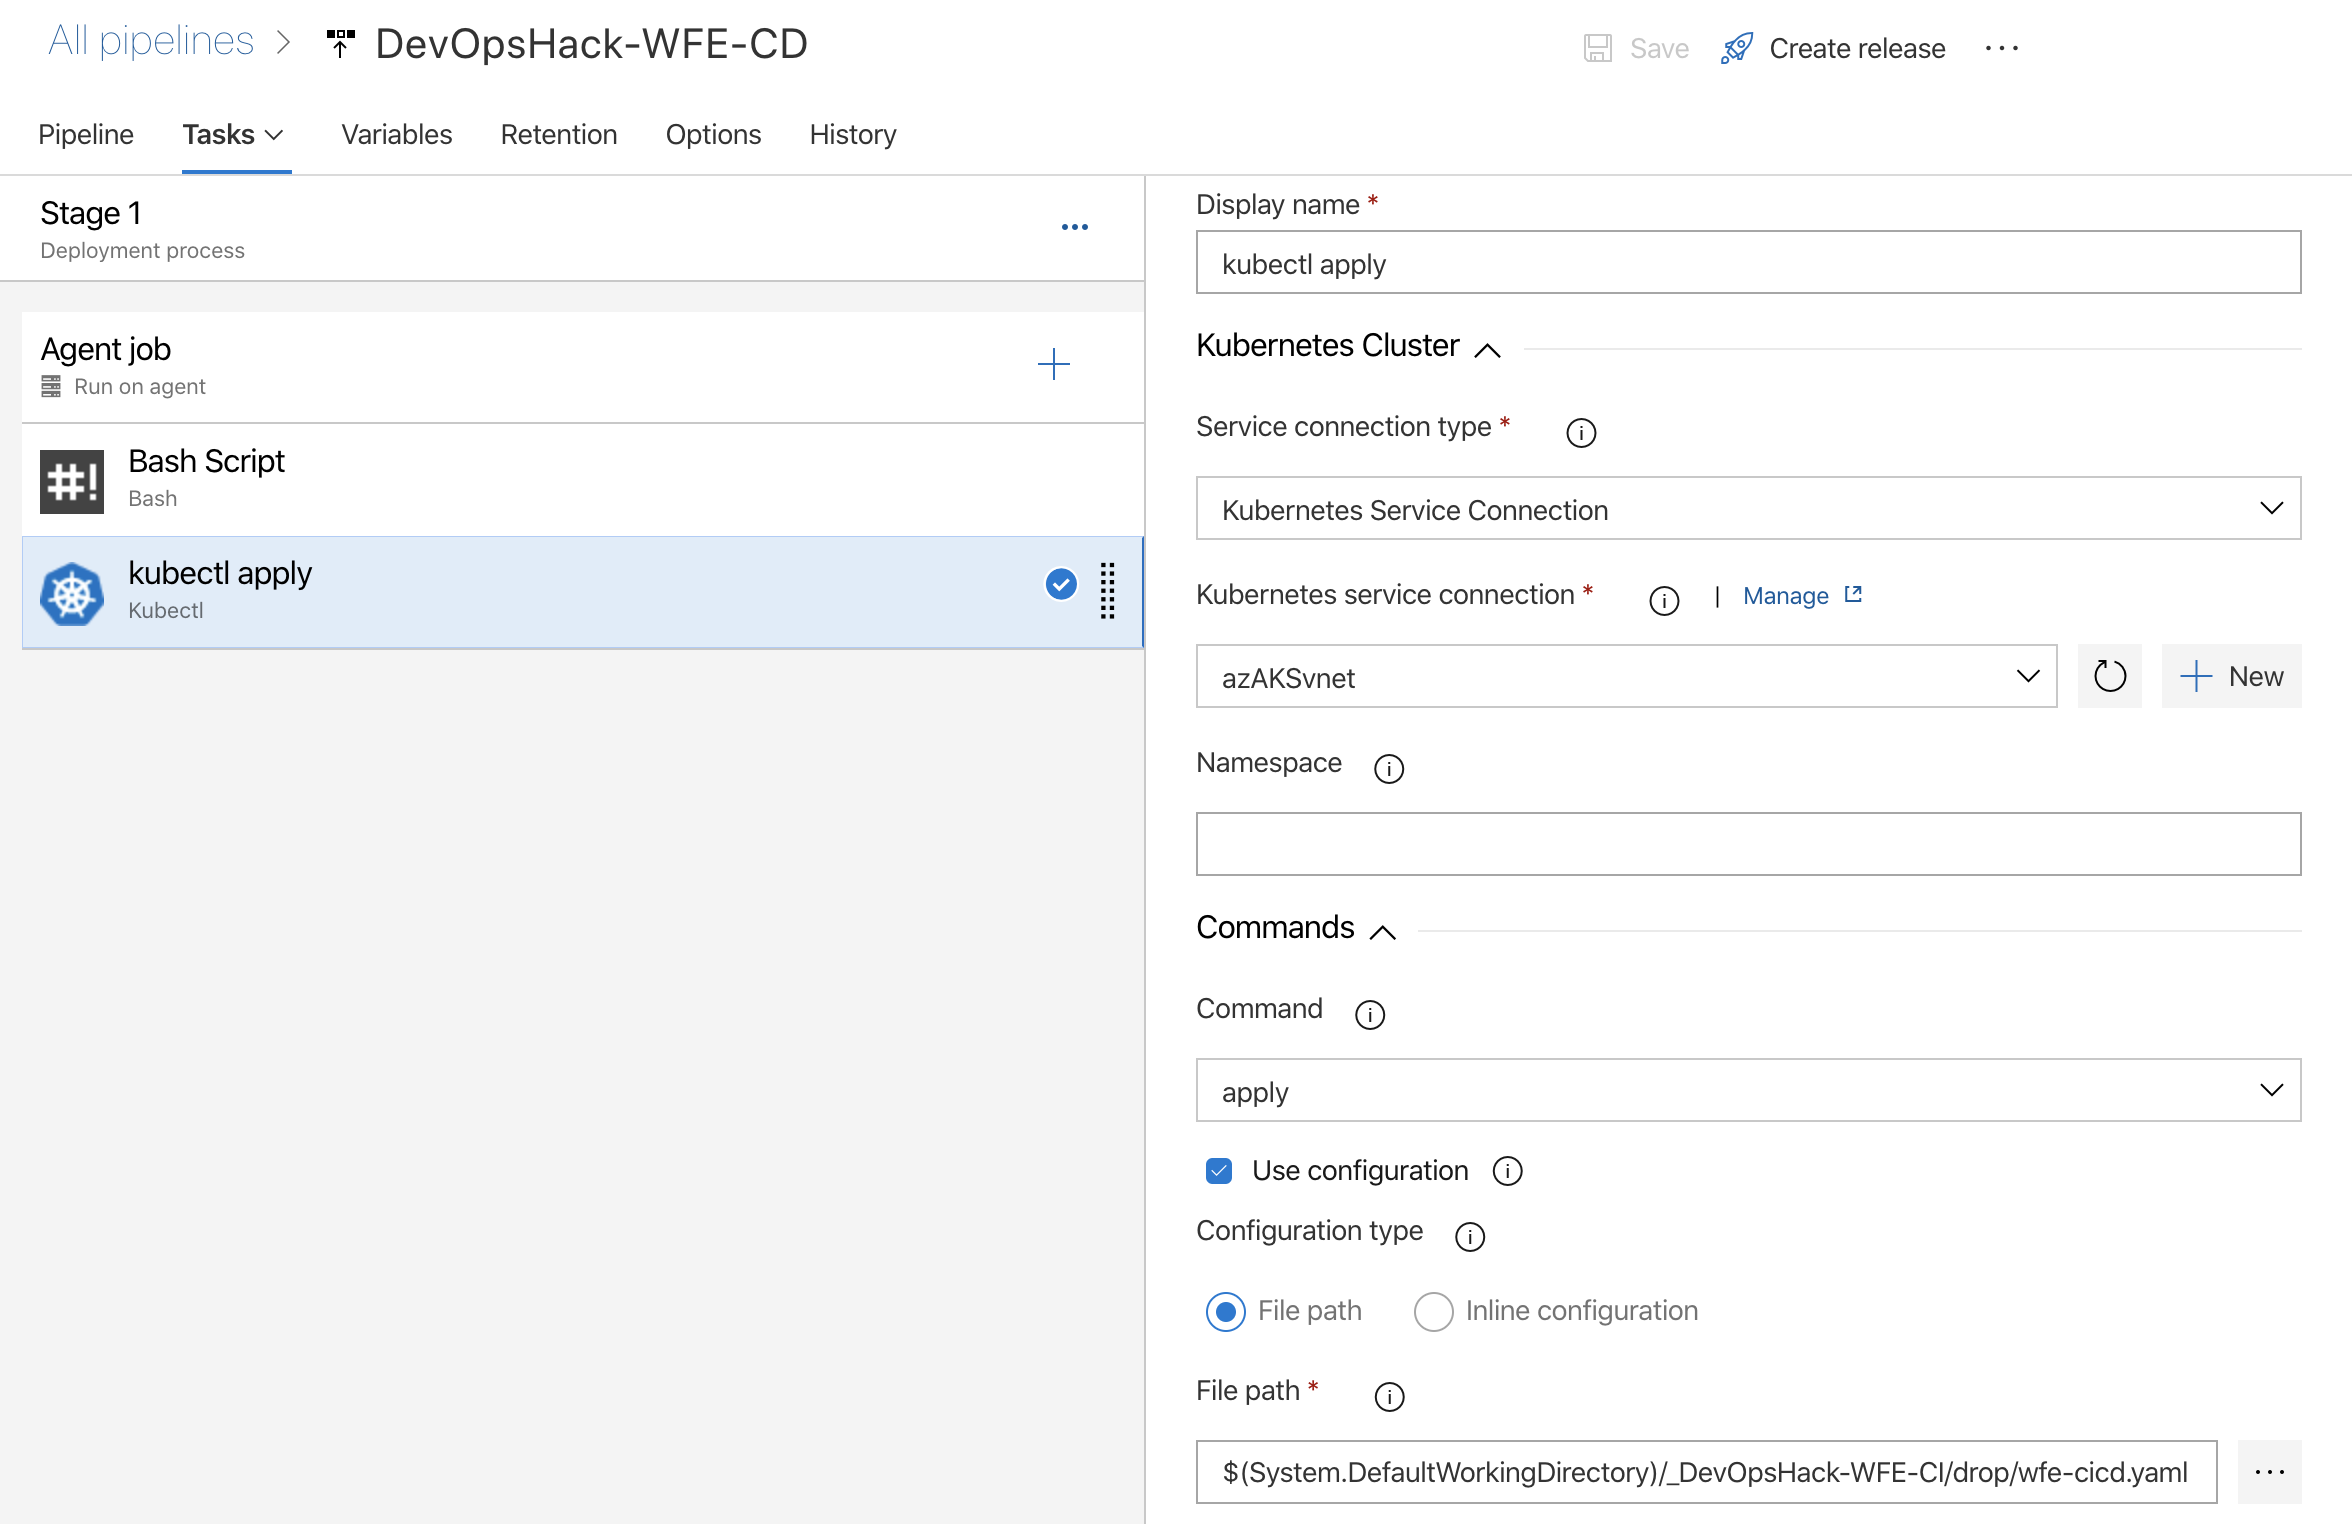 All pipelines > DevOpsHack-WFE-CD
Save Create release ...
Pipeline Tasks Variables Retention Options History
Stage 1
Deployment process
Agent job
Run on agent
#! Bash Script
Bash
kubectl apply
Kubectl
Display name *
kubectl apply
Kubernetes Cluster
Service connection type *
Kubernetes Service Connection
Kubernetes service connection * | Manage
azAKSvnet
New
Namespace
Commands
Command
apply
Use configuration
Configuration type
File path Inline configuration
File path *
$(System.DefaultWorkingDirectory)/_DevOpsHack-WFE-CI/drop/wfe-cicd.yaml ...